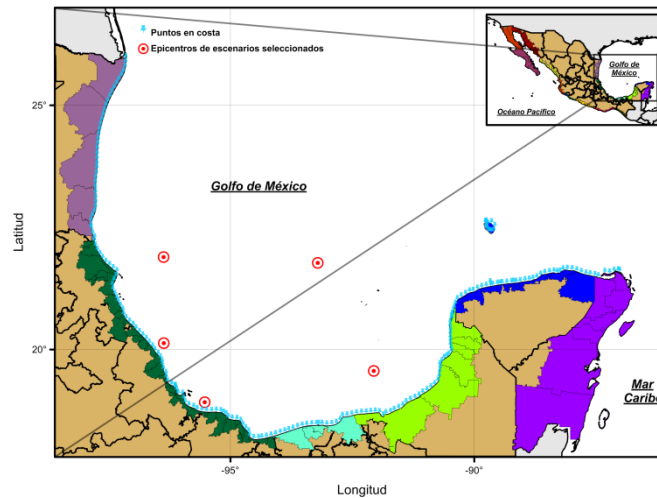 Puntos en costa
Epicentros de escenarios seleccionados
Golfo de
México
Océano Pacífico
25°
Golfo de México
Latitud
20°
Mar
Caribe
-95°
-90°
Longitud